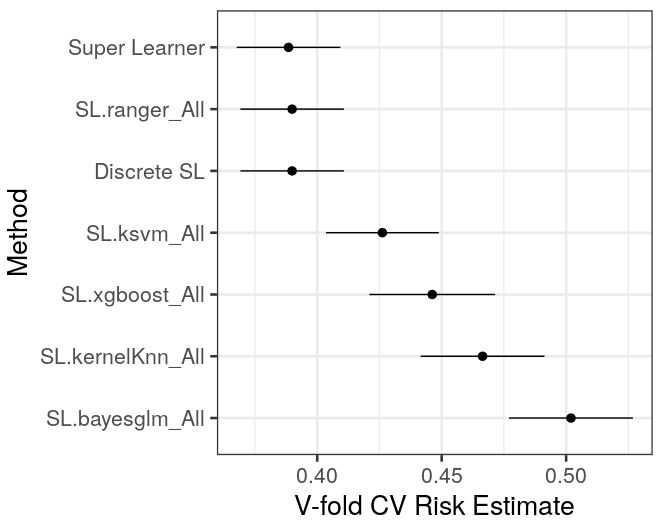 Super Learner
SL.ranger_All
Discrete SL
SL.ksvm_All
SL.xgboost_All
SL.kernelKnn_All
SL.bayesglm_All
Method
0.40 0.45 0.50
V-fold CV Risk Estimate